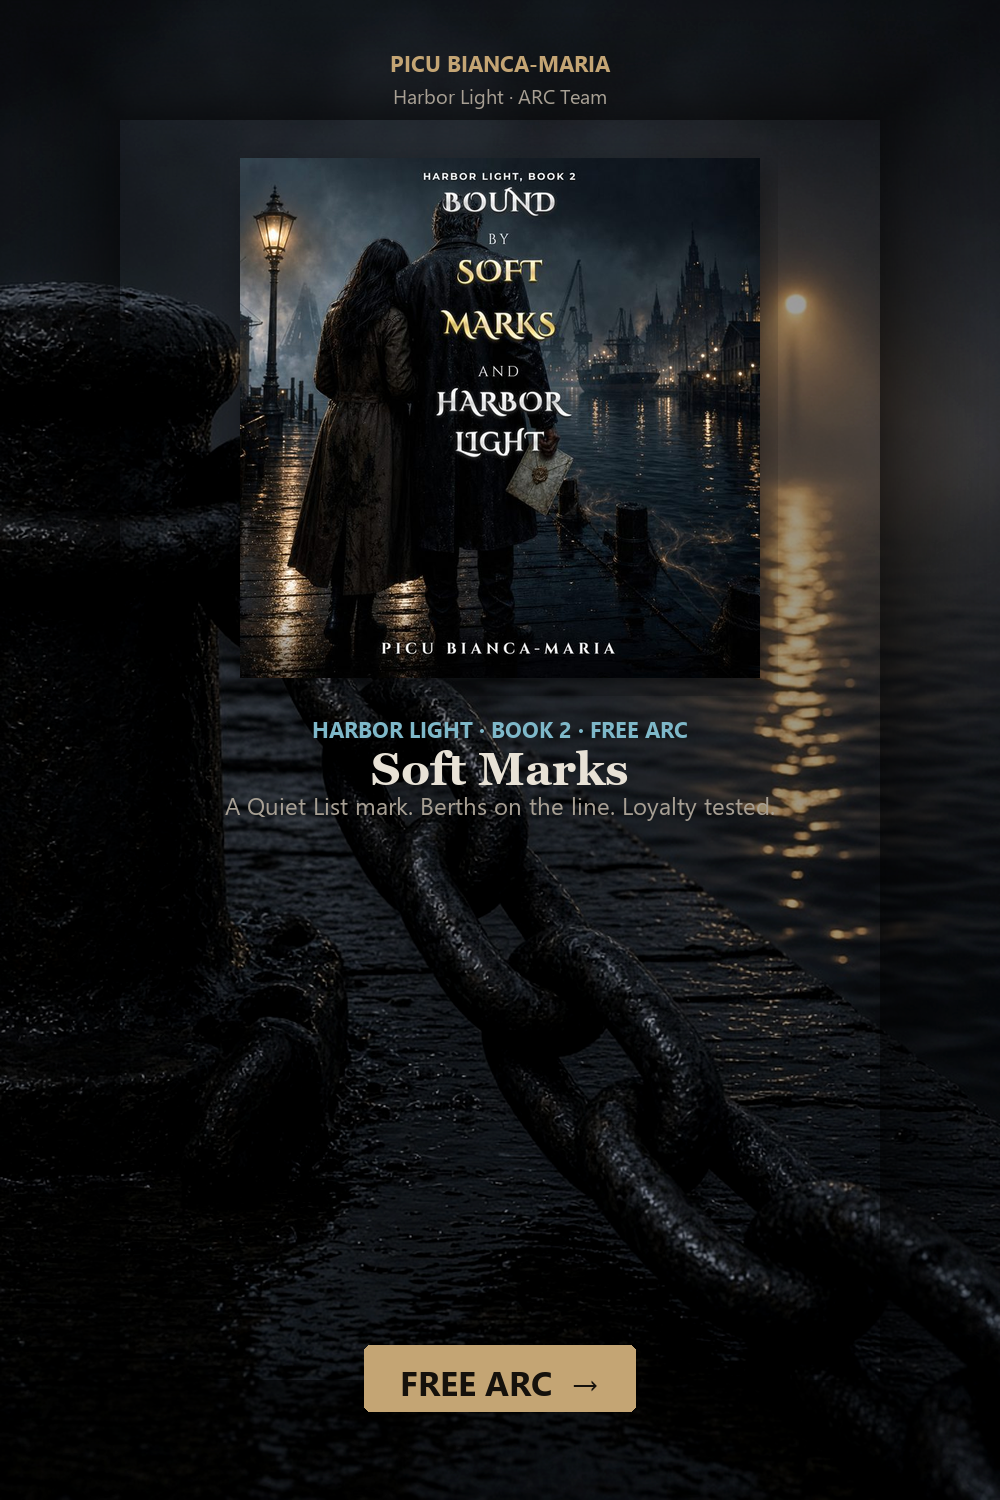 PICU BIANCA-MARIA
Harbor Light · ARC Team
HARBOR LIGHT, BOOK 2
BOUND
BY
SOFT
MARKS
AND
HARBOR
LIGHT
PICU BIANCA-MARIA
HARBOR LIGHT · BOOK 2 · FREE ARC
Soft Marks
A Quiet List mark. Berths on the line. Loyalty tested.
FREE ARC →